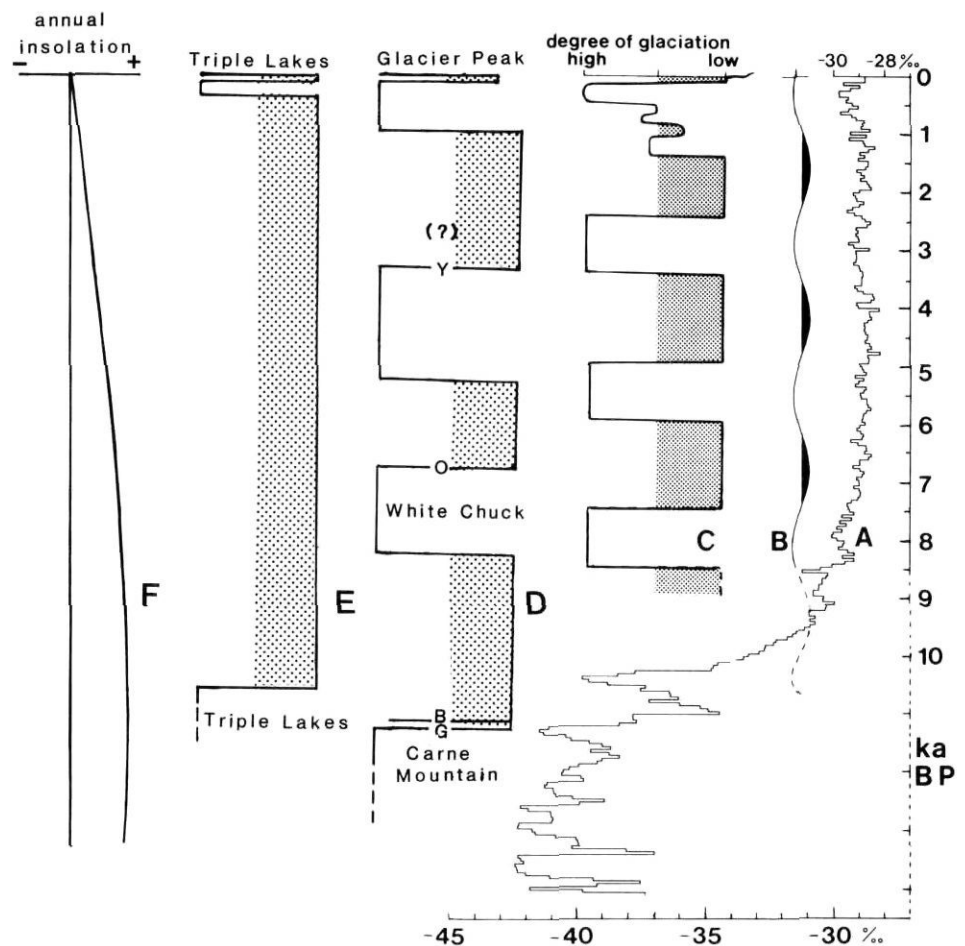 annual
insolation
- +
Triple Lakes
Glacier Peak
degree of glaciation
high low
-30 -28‰
0
1
2
(?)
3
Y
4
5
6
O
7
White Chuck
8
C B A
F E D
9
10
B
Triple Lakes
G
Carne
Mountain
ka
BP
-45 -40 -35 -30 ‰